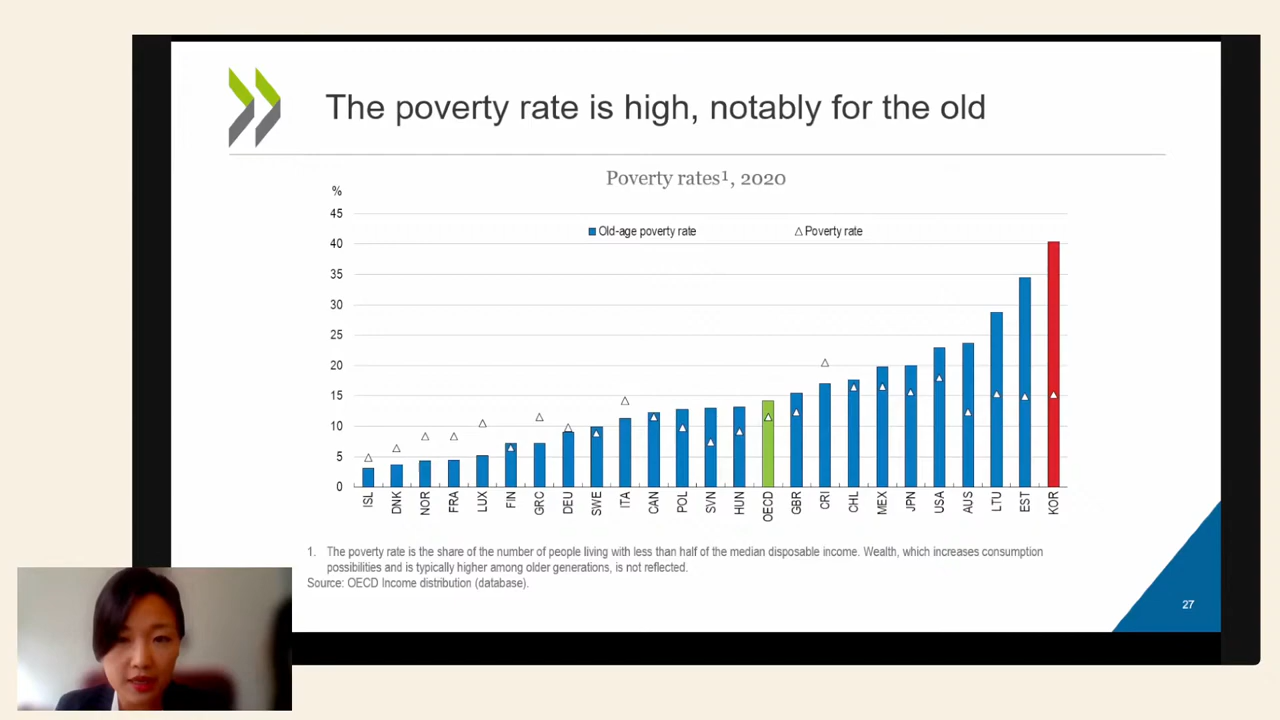 The poverty rate is high, notably for the old
Poverty rates¹, 2020
%
45
40
35
30
25
20
15
10
5
0
Old-age poverty rate
Poverty rate
ISL DNK NOR FRA LUX FIN GRC DEU SWE ITA CAN POL SVN HUN OECD GBR CRI CHL MEX JPN USA AUS LTU EST KOR
1. The poverty rate is the share of the number of people living with less than half of the median disposable income. Wealth, which increases consumption
possibilities and is typically higher among older generations, is not reflected.
Source: OECD Income distribution (database).
27